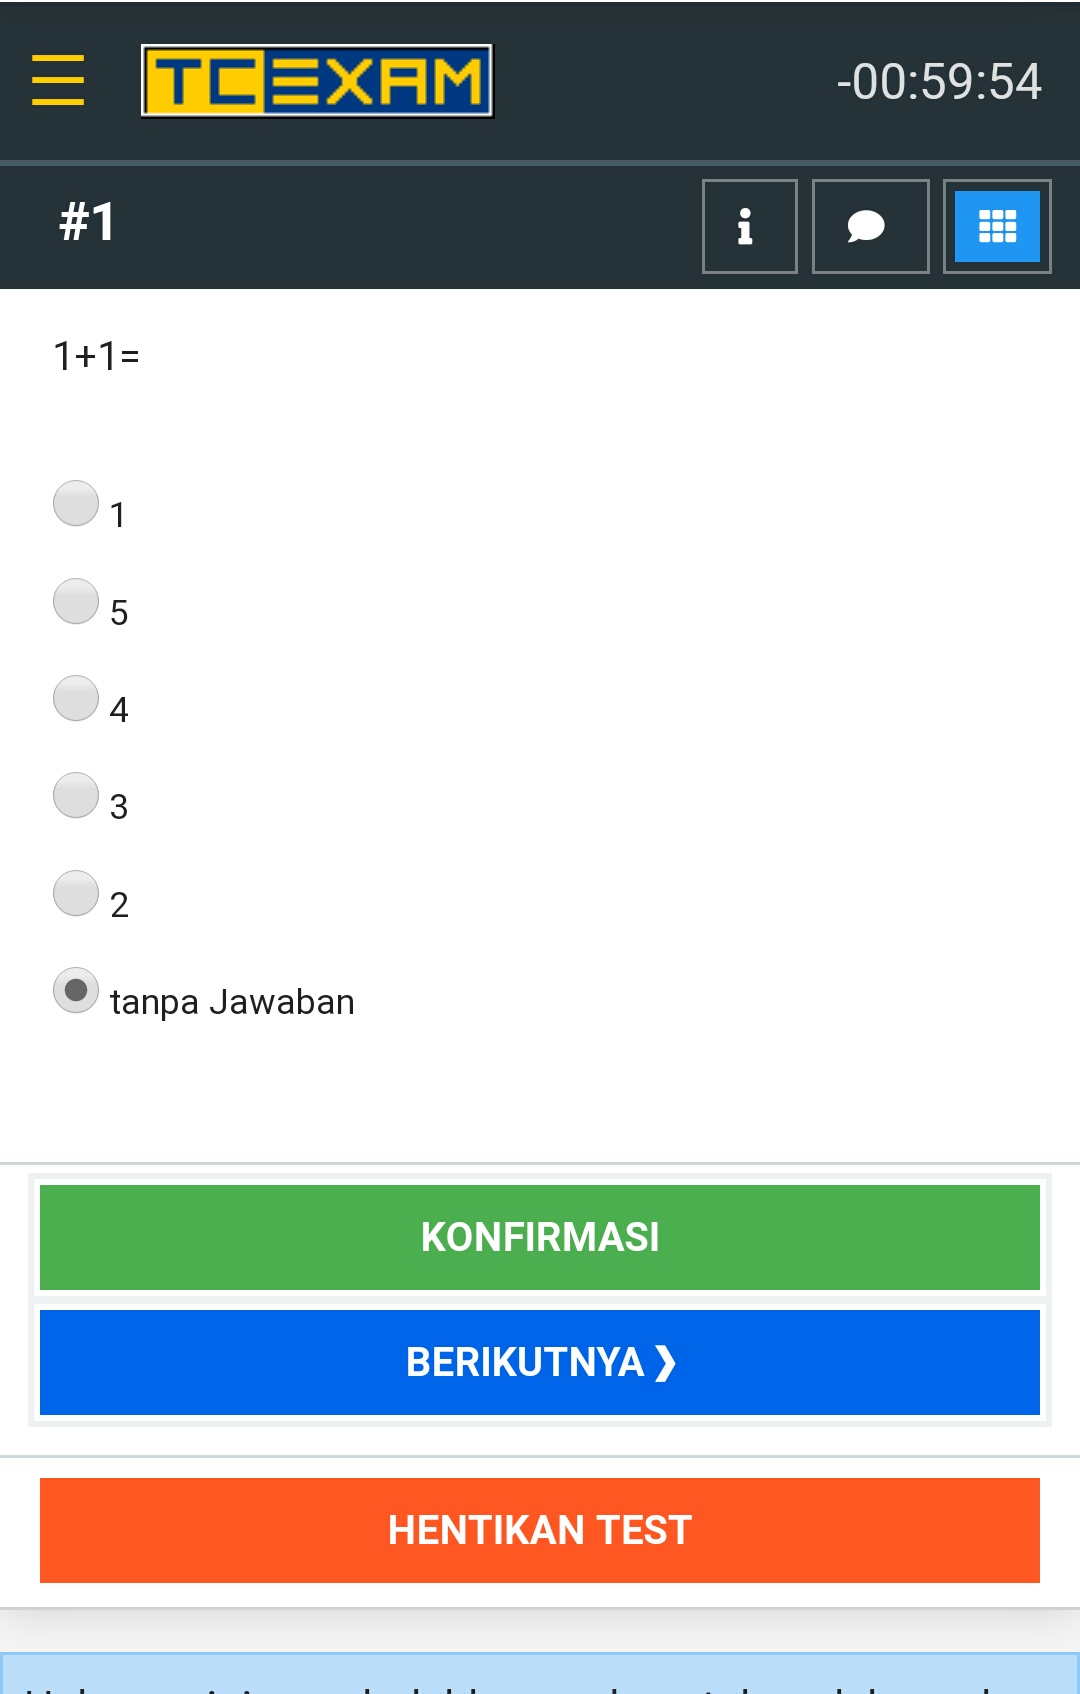 TCEXAM
-00:59:54
#1
1+1=
1
5
4
3
2
tanpa Jawaban
KONFIRMASI
BERIKUTNYA ❯
HENTIKAN TEST